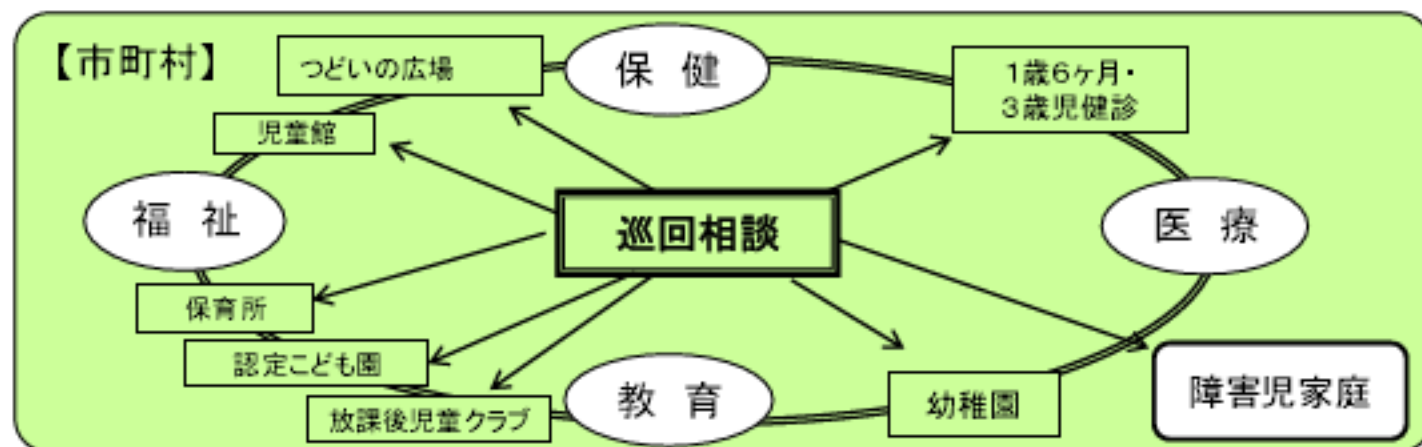 【市町村】
つどいの広場
保 健
1歳6ヶ月・
3歳児健診
児童館
福 祉
巡回相談
医 療
保育所
認定こども園
放課後児童クラブ
教 育
幼稚園
障害児家庭